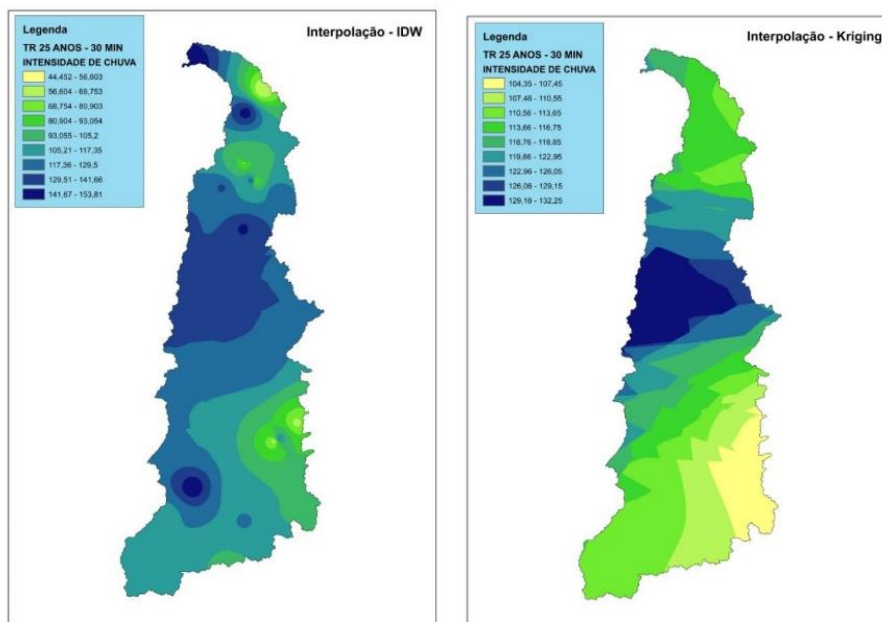 Legenda
TR 25 ANOS - 30 MIN
INTENSIDADE DE CHUVA
44,452 - 56,603
56,604 - 68,753
68,754 - 80,903
80,904 - 93,054
93,055 - 105,2
105,21 - 117,35
117,36 - 129,5
129,51 - 141,66
141,67 - 153,81
Interpolação - IDW
Legenda
TR 25 ANOS - 30 MIN
INTENSIDADE DE CHUVA
104,35 - 107,45
107,46 - 110,55
110,56 - 113,65
113,66 - 116,75
116,76 - 119,85
119,86 - 122,95
122,96 - 126,05
126,06 - 129,15
129,16 - 132,25
Interpolação - Kriging